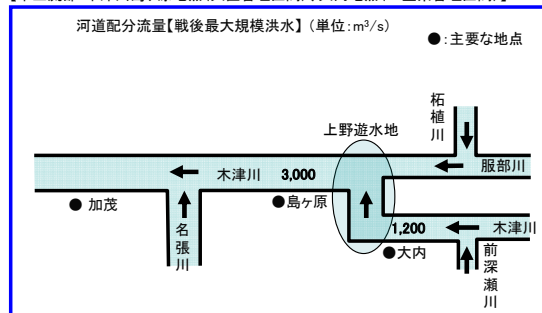 河道配分流量【戦後最大規模洪水】（単位：m³/s）
●：主要な地点
柘植川
上野遊水地
服部川
木津川 3,000
●加茂
●島ヶ原
名張川
1,200
木津川
●大内
前深瀬川